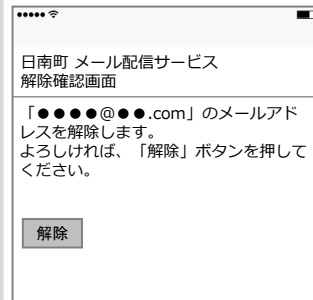 日南町 メール配信サービス
解除確認画面
「●●●●@●●.com」のメールアド
レスを解除します。
よろしければ、「解除」ボタンを押して
ください。
解除